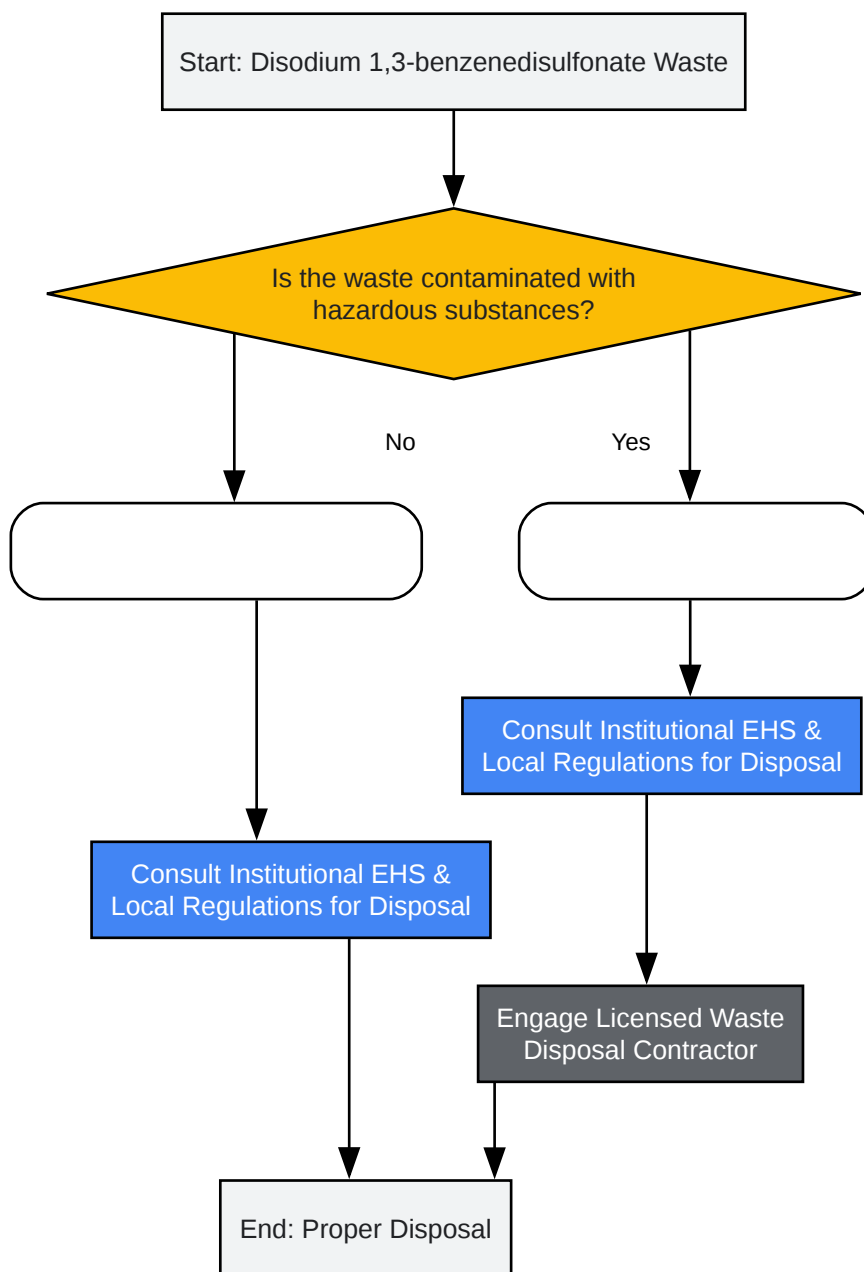 Start: Disodium 1,3-benzenedisulfonate Waste
Is the waste contaminated with
hazardous substances?
No
Yes
Consult Institutional EHS &
Local Regulations for Disposal
Consult Institutional EHS &
Local Regulations for Disposal
Engage Licensed Waste
Disposal Contractor
End: Proper Disposal